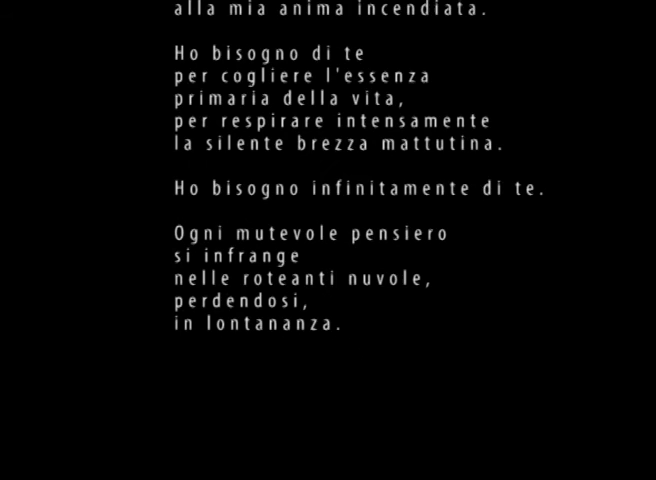 alla mia anima incendiata.
Ho bisogno di te
per cogliere l'essenza
primaria della vita,
per respirare intensamente
la silente brezza mattutina.
Ho bisogno infinitamente di te.
Ogni mutevole pensiero
si infrange
nelle roteanti nuvole,
perdendosi,
in lontananza.